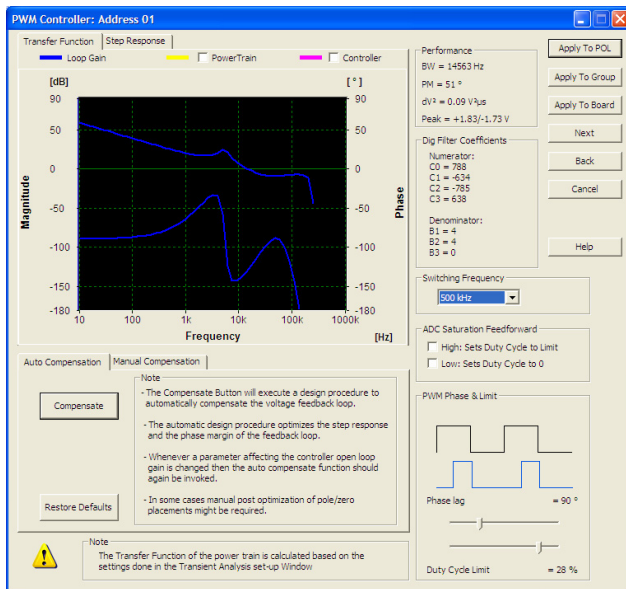 PWM Controller: Address 01
Transfer Function
Step Response
Loop Gain
PowerTrain
Controller
[dB]
[°]
90
50
0
-50
-100
-150
-180
90
50
0
-50
-100
-150
-180
Magnitude
Phase
10
100
1k
10k
100k
1000k
Frequency
[Hz]
Auto Compensation
Manual Compensation
Compensate
Restore Defaults
Note
- The Compensate Button will execute a design procedure to
automatically compensate the voltage feedback loop.
- The automatic design procedure optimizes the step response
and the phase margin of the feedback loop.
- Whenever a parameter affecting the controller open loop
gain is changed then the auto compensate function should
again be invoked.
- In some cases manual post optimization of pole/zero
placements might be required.
Note
The Transfer Function of the power train is calculated based on the
settings done in the Transient Analysis set-up Window
Performance
BW = 14563 Hz
PM = 51 °
dV² = 0.09 V²µs
Peak = +1.83/-1.73 V
Dig Filter Coefficients
Numerator:
C0 = 788
C1 = -634
C2 = -785
C3 = 638
Denominator:
B1 = 4
B2 = 4
B3 = 0
Switching Frequency
500 kHz
ADC Saturation Feedforward
High: Sets Duty Cycle to Limit
Low: Sets Duty Cycle to 0
PWM Phase & Limit
Phase lag = 90 °
Duty Cycle Limit = 28 %
Apply To POL
Apply To Group
Apply To Board
Next
Back
Cancel
Help